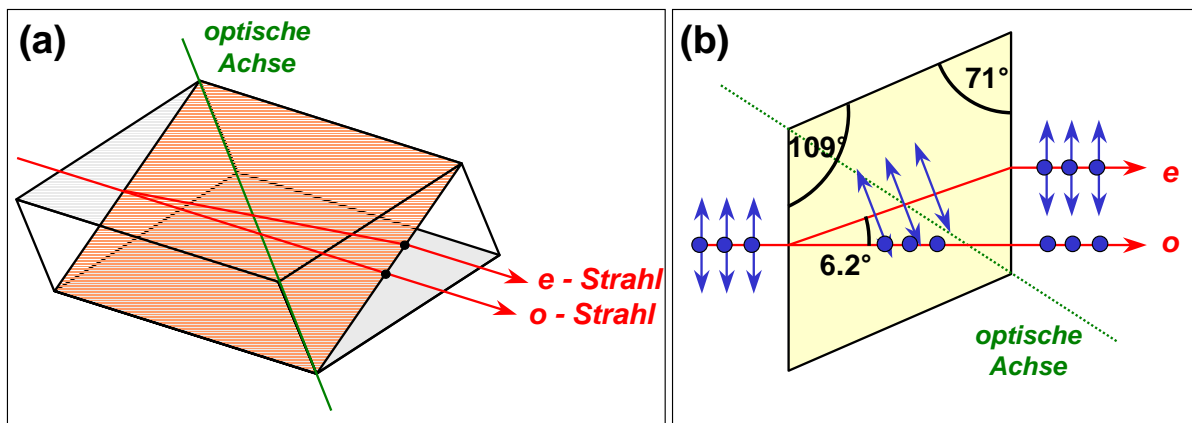 (a)
optische
Achse
e - Strahl
o - Strahl
(b)
71°
109°
6.2°
e
o
optische
Achse